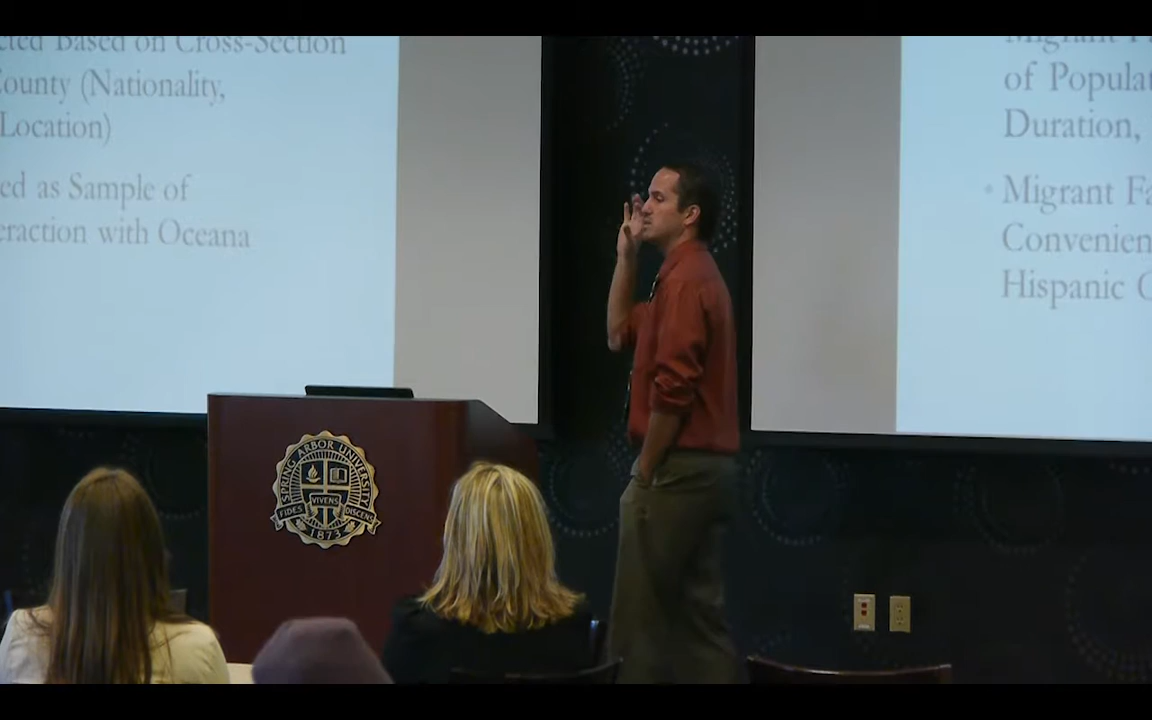 cted Based on Cross-Section
County (Nationality,
Location)
ed as Sample of
eraction with Oceana
Migrant F
of Populat
Duration,
Migrant Fa
Convenien
Hispanic C
SPRING ARBOR UNIVERSITY
FIDES VIVENS DISCENS
1873